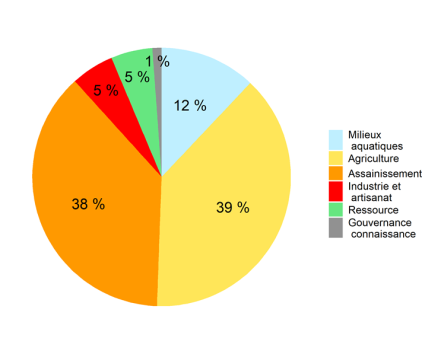 1 %
5 %
5 %
12 %
38 %
39 %
Milieux
aquatiques
Agriculture
Assainissement
Industrie et
artisanat
Ressource
Gouvernance
connaissance